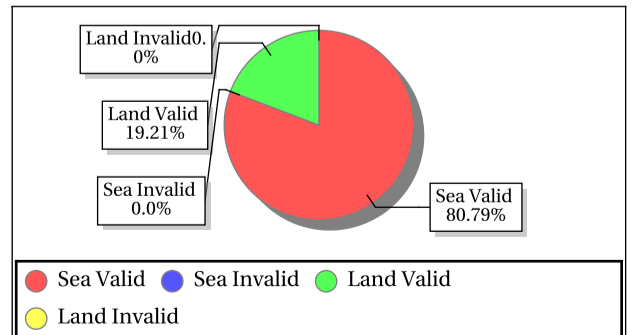 Land Invalid0.
0%
Land Valid
19.21%
Sea Invalid
0.0%
Sea Valid
80.79%
Sea Valid Sea Invalid Land Valid
Land Invalid